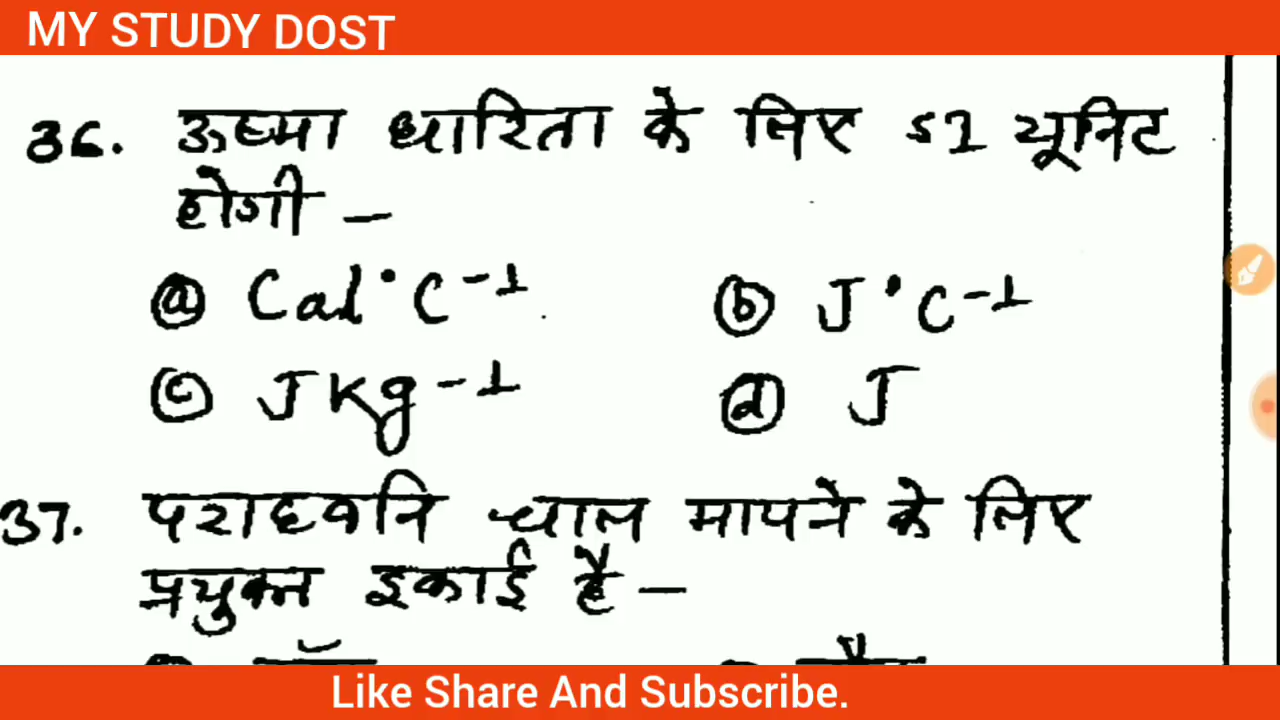 MY STUDY DOST
36. ऊष्मा धारिता के लिए SI यूनिट
होगी –
(a) Cal°C-1 (b) J°C-1
(c) JKg-1 (d) J
37. पराध्वनि चाल मापने के लिए
प्रयुक्त इकाई है –
Like Share And Subscribe.